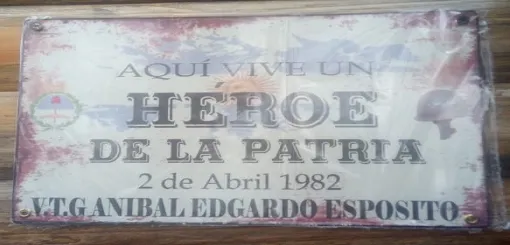 AQUÍ VIVE UN
HÉROE
DE LA PATRIA
2 de Abril 1982
V.T.G ANIBAL EDGARDO ESPOSITO